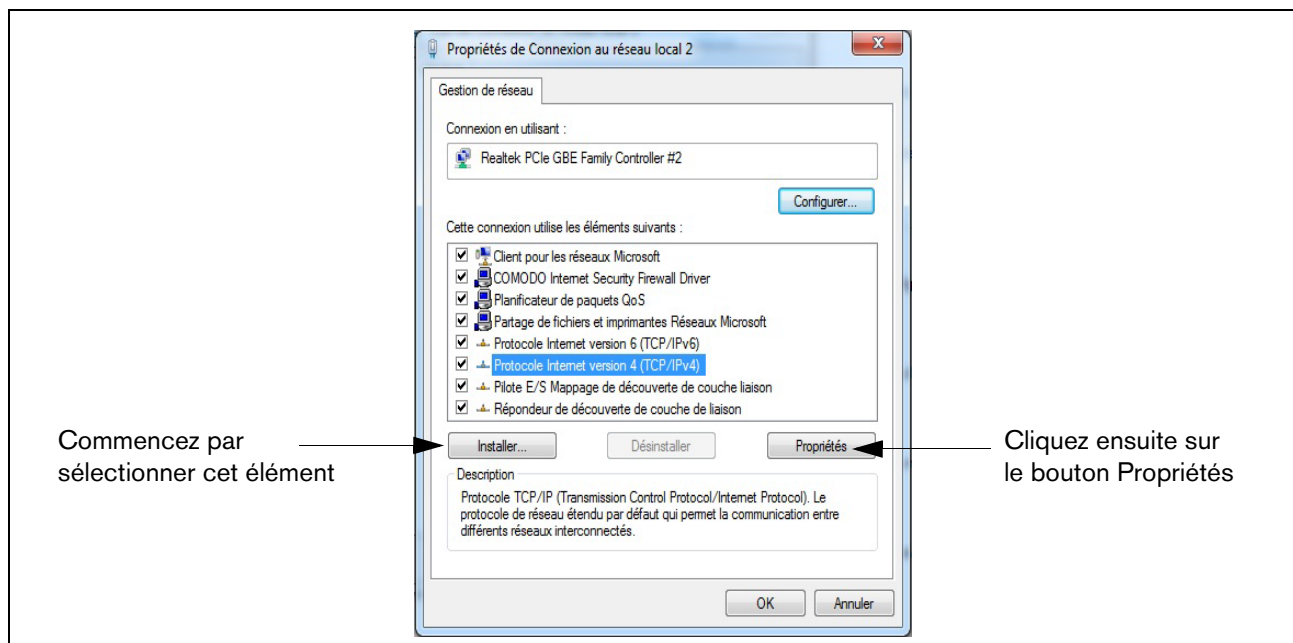 Propriétés de Connexion au réseau local 2
Gestion de réseau
Connexion en utilisant :
Realtek PCIe GBE Family Controller #2
Configurer...
Cette connexion utilise les éléments suivants :
Client pour les réseaux Microsoft
COMODO Internet Security Firewall Driver
Planificateur de paquets QoS
Partage de fichiers et imprimantes Réseaux Microsoft
Protocole Internet version 6 (TCP/IPv6)
Protocole Internet version 4 (TCP/IPv4)
Pilote E/S Mappage de découverte de couche liaison
Répondeur de découverte de couche de liaison
Commencez par
sélectionner cet élément
Installer...
Désinstaller
Propriétés
Cliquez ensuite sur
le bouton Propriétés
Description
Protocole TCP/IP (Transmission Control Protocol/Internet Protocol). Le
protocole de réseau étendu par défaut qui permet la communication entre
différents réseaux interconnectés.
OK
Annuler